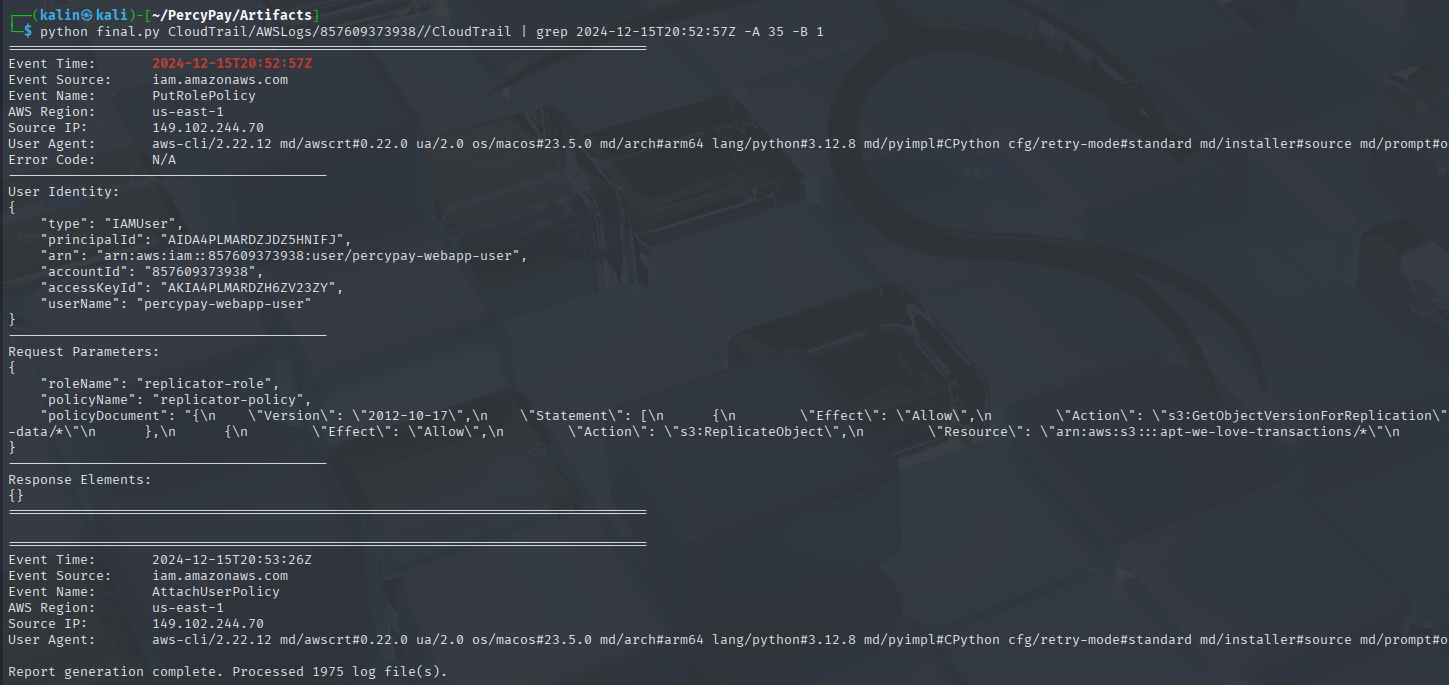 ┌──(kalin㉿kali)-[~/PercyPay/Artifacts]
└─$ python final.py CloudTrail/AWSLogs/857609373938//CloudTrail | grep 2024-12-15T20:52:57Z -A 35 -B 1
Event Time: 2024-12-15T20:52:57Z
Event Source: iam.amazonaws.com
Event Name: PutRolePolicy
AWS Region: us-east-1
Source IP: 149.102.244.70
User Agent: aws-cli/2.22.12 md/awscrt#0.22.0 ua/2.0 os/macos#23.5.0 md/arch#arm64 lang/python#3.12.8 md/pyimpl#CPython cfg/retry-mode#standard md/installer#source md/prompt#o
Error Code: N/A
User Identity:
{
    "type": "IAMUser",
    "principalId": "AIDA4PLMARDZJDZ5HNIFJ",
    "arn": "arn:aws:iam::857609373938:user/percypay-webapp-user",
    "accountId": "857609373938",
    "accessKeyId": "AKIA4PLMARDZH6ZV23ZY",
    "userName": "percypay-webapp-user"
}
Request Parameters:
{
    "roleName": "replicator-role",
    "policyName": "replicator-policy",
    "policyDocument": "{\n    \"Version\": \"2012-10-17\",\n    \"Statement\": [\n      {\n        \"Effect\": \"Allow\",\n        \"Action\": \"s3:GetObjectVersionForReplication\"
-data/*\"\n      },\n      {\n        \"Effect\": \"Allow\",\n        \"Action\": \"s3:ReplicateObject\",\n        \"Resource\": \"arn:aws:s3:::apt-we-love-transactions/*\"\n
}
Response Elements:
{}
Event Time: 2024-12-15T20:53:26Z
Event Source: iam.amazonaws.com
Event Name: AttachUserPolicy
AWS Region: us-east-1
Source IP: 149.102.244.70
User Agent: aws-cli/2.22.12 md/awscrt#0.22.0 ua/2.0 os/macos#23.5.0 md/arch#arm64 lang/python#3.12.8 md/pyimpl#CPython cfg/retry-mode#standard md/installer#source md/prompt#o
Report generation complete. Processed 1975 log file(s).